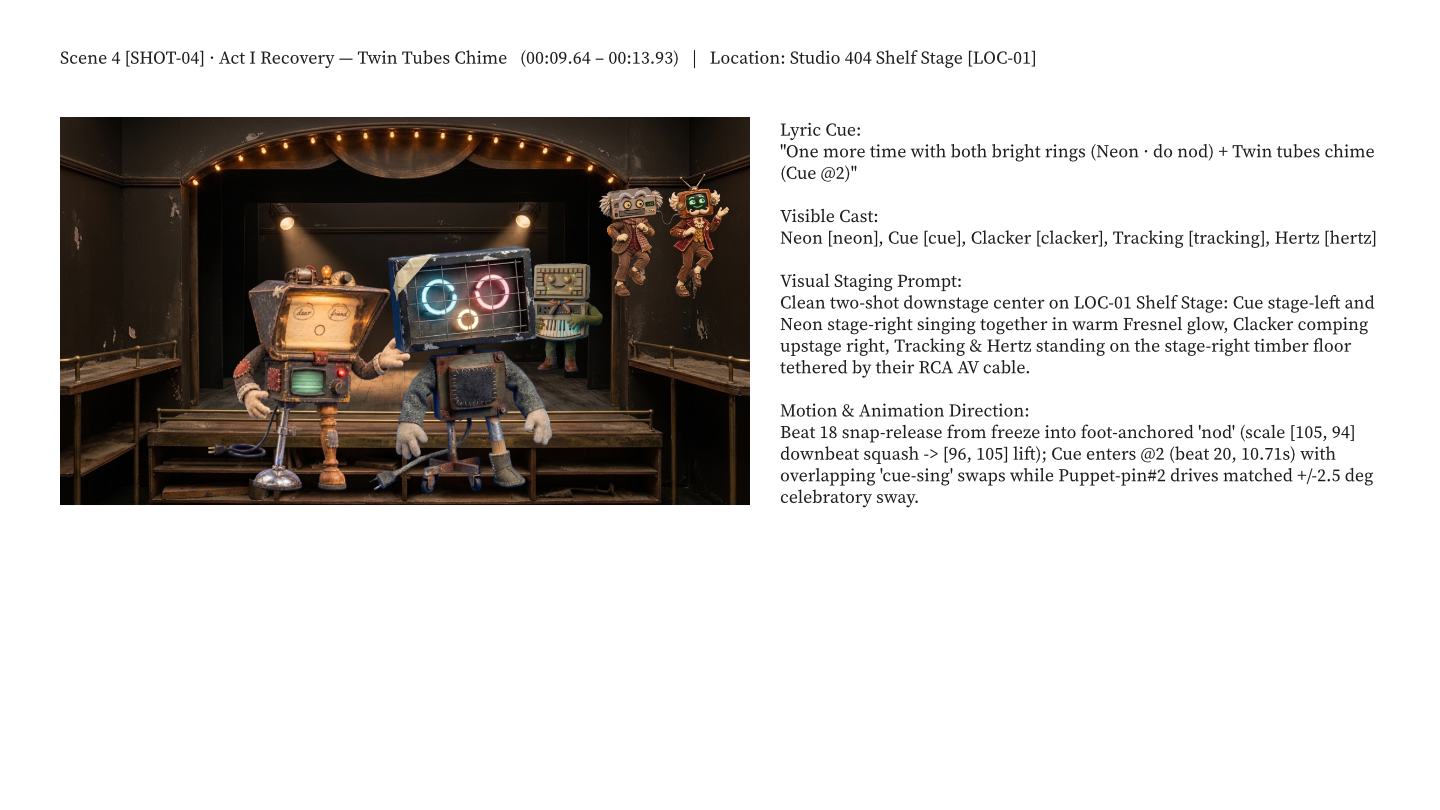 Scene 4 [SHOT-04] · Act I Recovery — Twin Tubes Chime (00:09.64 – 00:13.93) | Location: Studio 404 Shelf Stage [LOC-01]
dear friend
Lyric Cue:
"One more time with both bright rings (Neon · do nod) + Twin tubes chime
(Cue @2)"
Visible Cast:
Neon [neon], Cue [cue], Clacker [clacker], Tracking [tracking], Hertz [hertz]
Visual Staging Prompt:
Clean two-shot downstage center on LOC-01 Shelf Stage: Cue stage-left and
Neon stage-right singing together in warm Fresnel glow, Clacker comping
upstage right, Tracking & Hertz standing on the stage-right timber floor
tethered by their RCA AV cable.
Motion & Animation Direction:
Beat 18 snap-release from freeze into foot-anchored 'nod' (scale [105, 94]
downbeat squash -> [96, 105] lift); Cue enters @2 (beat 20, 10.71s) with
overlapping 'cue-sing' swaps while Puppet-pin#2 drives matched +/-2.5 deg
celebratory sway.